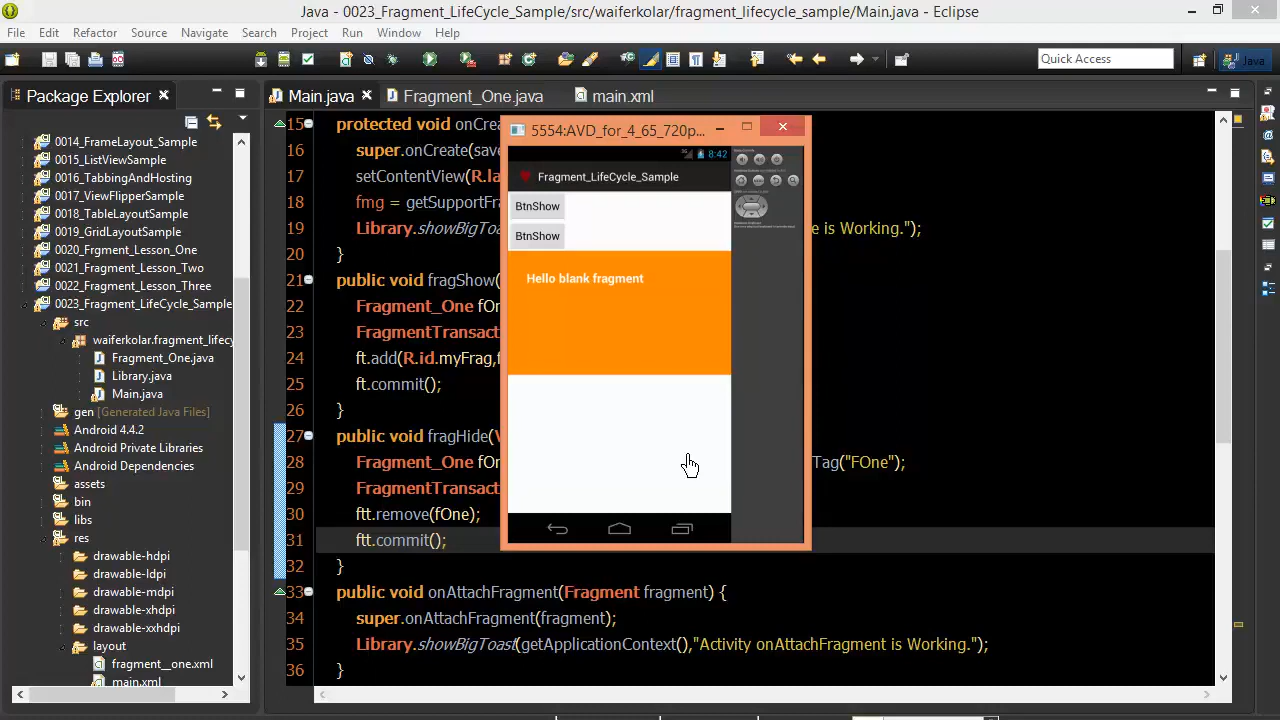 Java - 0023_Fragment_LifeCycle_Sample/src/waiferkolar/fragment_lifecycle_sample/Main.java - Eclipse
File Edit Refactor Source Navigate Search Project Run Window Help
Quick Access
Java
Package Explorer
Main.java
Fragment_One.java
main.xml
0014_FrameLayout_Sample
0015_ListViewSample
0016_TabbingAndHosting
0017_ViewFlipperSample
0018_TableLayoutSample
0019_GridLayoutSample
0020_Frgment_Lesson_One
0021_Fragment_Lesson_Two
0022_Fragment_Lesson_Three
0023_Fragment_LifeCycle_Sample
src
waiferkolar.fragment_lifecy
Fragment_One.java
Library.java
Main.java
gen [Generated Java Files]
Android 4.4.2
Android Private Libraries
Android Dependencies
assets
bin
libs
res
drawable-hdpi
drawable-ldpi
drawable-mdpi
drawable-xhdpi
drawable-xxhdpi
layout
fragment__one.xml
main.xml
15 protected void onCrea
16 super.onCreate(save
17 setContentView(R.la
18 fmg = getSupportFra
19 Library.showBigToa e is Working.");
20 }
21 public void fragShow(
22 Fragment_One fOn
23 FragmentTransact
24 ft.add(R.id.myFrag,f
25 ft.commit();
26 }
27 public void fragHide(V
28 Fragment_One fOn Tag("FOne");
29 FragmentTransact
30 ftt.remove(fOne);
31 ftt.commit();
32 }
33 public void onAttachFragment(Fragment fragment) {
34 super.onAttachFragment(fragment);
35 Library.showBigToast(getApplicationContext(),"Activity onAttachFragment is Working.");
36 }
5554:AVD_for_4_65_720p...
8:42
Fragment_LifeCycle_Sample
BtnShow
BtnShow
Hello blank fragment